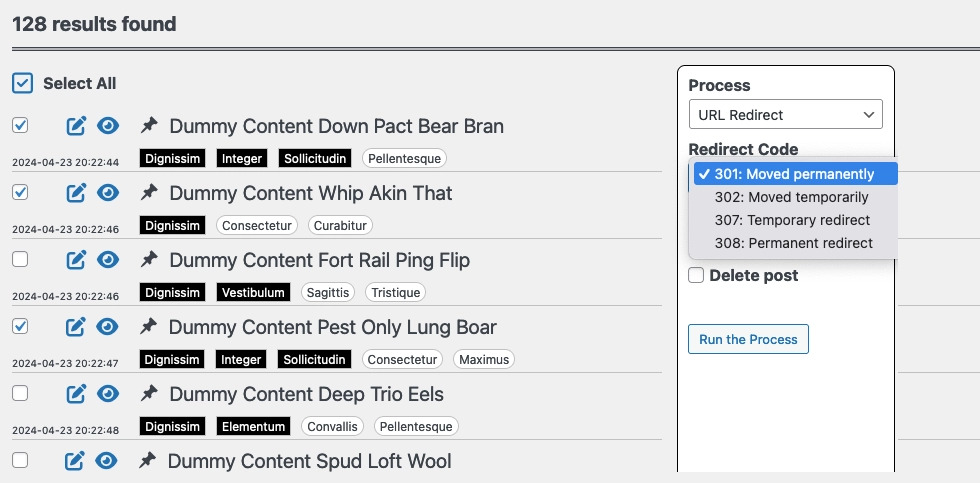 128 results found
Select All
Dummy Content Down Pact Bear Bran
2024-04-23 20:22:44 Dignissim Integer Sollicitudin Pellentesque
Dummy Content Whip Akin That
2024-04-23 20:22:46 Dignissim Consectetur Curabitur
Dummy Content Fort Rail Ping Flip
2024-04-23 20:22:46 Dignissim Vestibulum Sagittis Tristique
Dummy Content Pest Only Lung Boar
2024-04-23 20:22:47 Dignissim Integer Sollicitudin Consectetur Maximus
Dummy Content Deep Trio Eels
2024-04-23 20:22:48 Dignissim Elementum Convallis Pellentesque
Dummy Content Spud Loft Wool
Process
URL Redirect
Redirect Code
301: Moved permanently
302: Moved temporarily
307: Temporary redirect
308: Permanent redirect
Delete post
Run the Process